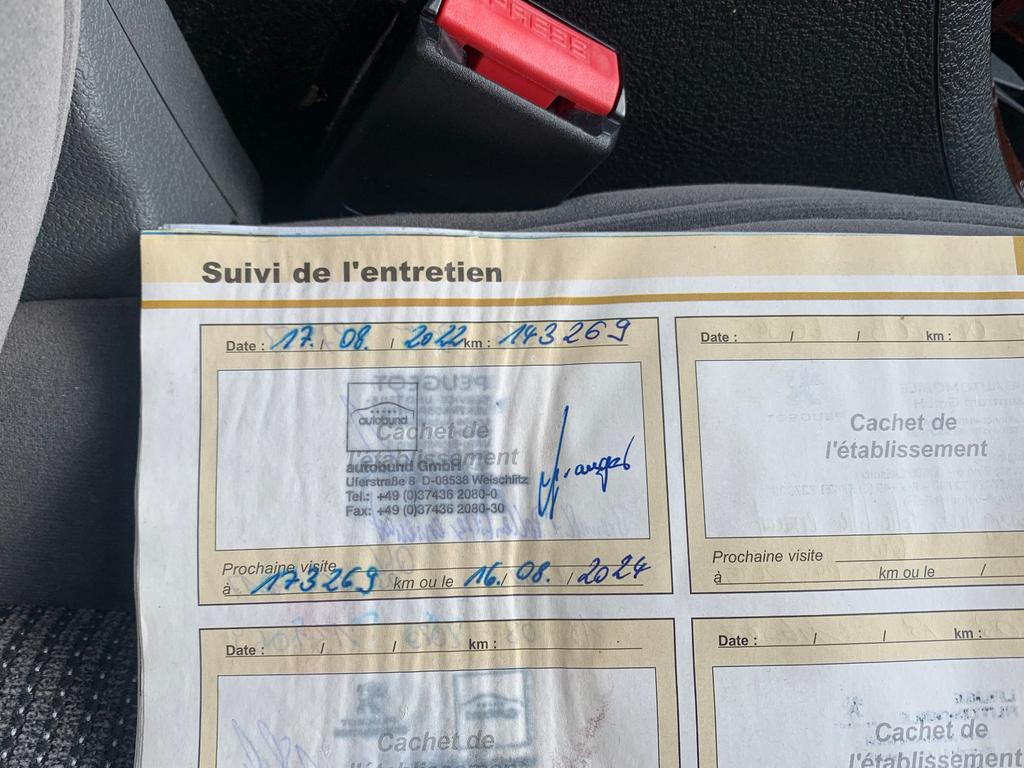 PRESS
Suivi de l'entretien
Date : 17. / 08. / 2022 km : 143269
autobund
Cachet de
l'établissement
autobund GmbH
Uferstraße 8 D-08538 Weischlitz
Tel.: +49 (0)37436 2080-0
Fax: +49 (0)37436 2080-30
Prochaine visite
à 173269 km ou le 16. / 08. / 2024
Date : / / km :
Cachet de
l'établissement
Prochaine visite
à km ou le /
Date : / / km :
Cachet de
Date : / / km :
Cachet de
l'établissement